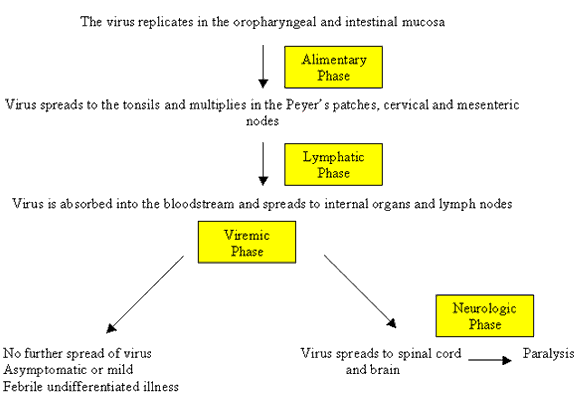 The virus replicates in the oropharyngeal and intestinal mucosa
Alimentary
Phase
Virus spreads to the tonsils and multiplies in the Peyer's patches, cervical and mesenteric
nodes
Lymphatic
Phase
Virus is absorbed into the bloodstream and spreads to internal organs and lymph nodes
Viremic
Phase
Neurologic
Phase
No further spread of virus
Asymptomatic or mild
Febrile undifferentiated illness
Virus spreads to spinal cord
and brain
Paralysis